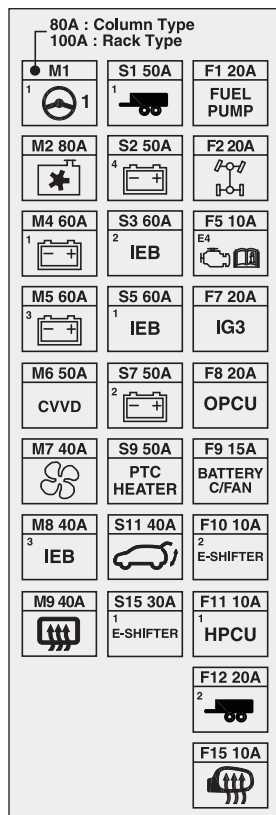 80A : Column Type
100A : Rack Type
M1 S1 50A F1 20A
1 1 1 FUEL PUMP
M2 80A S2 50A F2 20A
4
M4 60A S3 60A F5 10A
1 2 IEB E4
M5 60A S5 60A F7 20A
3 1 IEB IG3
M6 50A S7 50A F8 20A
CVVD 2 OPCU
M7 40A S9 50A F9 15A
PTC HEATER BATTERY C/FAN
M8 40A S11 40A F10 10A
3 IEB 2 E-SHIFTER
M9 40A S15 30A F11 10A
1 E-SHIFTER 1 HPCU
F12 20A
2
F15 10A